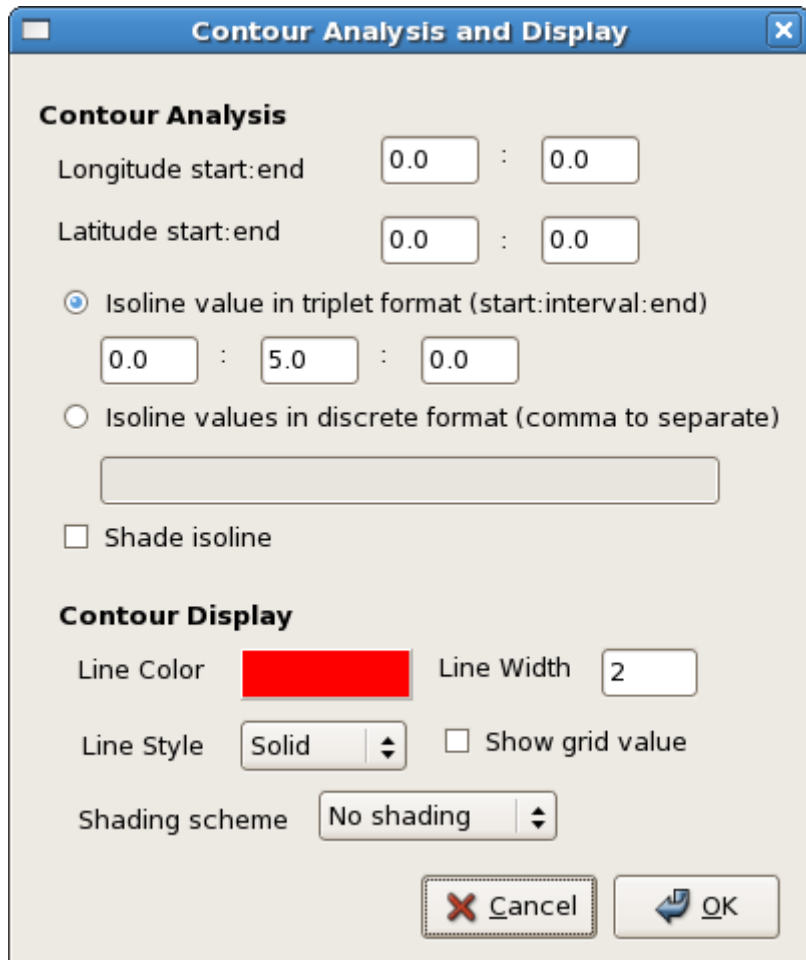 Contour Analysis and Display
Contour Analysis
Longitude start:end 0.0 : 0.0
Latitude start:end 0.0 : 0.0
Isoline value in triplet format (start:interval:end)
0.0 : 5.0 : 0.0
Isoline values in discrete format (comma to separate)
Shade isoline
Contour Display
Line Color Line Width 2
Line Style Solid Show grid value
Shading scheme No shading
Cancel OK